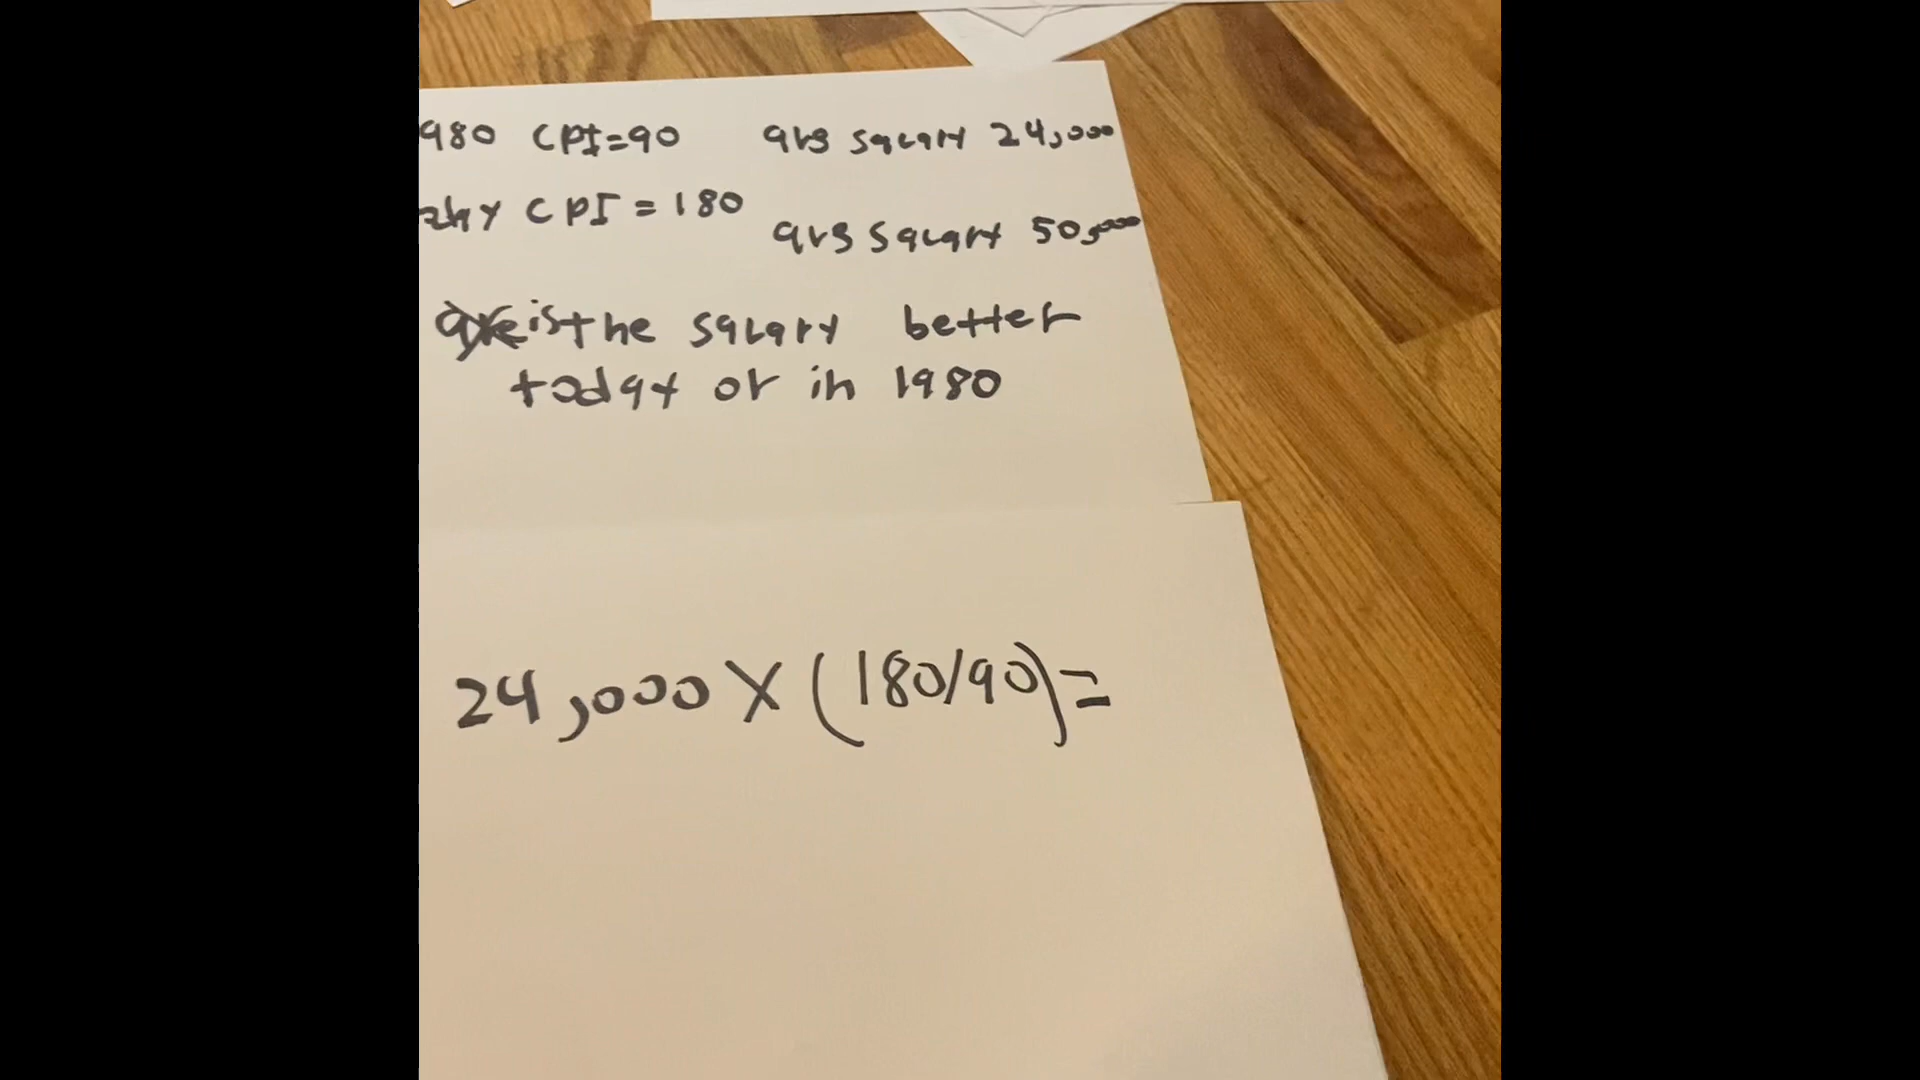 980 CPI=90 avg salary 24,000
day CPI = 180
avg salary 50,000
is the salary better
today or in 1980
24,000 X (180/90)=